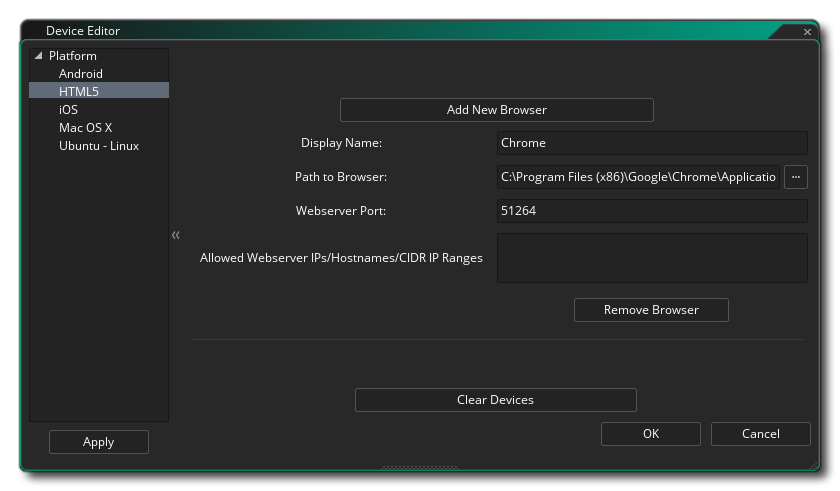 Device Editor
Platform
Android
HTML5
iOS
Mac OS X
Ubuntu - Linux
Apply
Add New Browser
Display Name:
Chrome
Path to Browser:
C:\Program Files (x86)\Google\Chrome\Applicatio
...
Webserver Port:
51264
Allowed Webserver IPs/Hostnames/CIDR IP Ranges
Remove Browser
Clear Devices
OK
Cancel